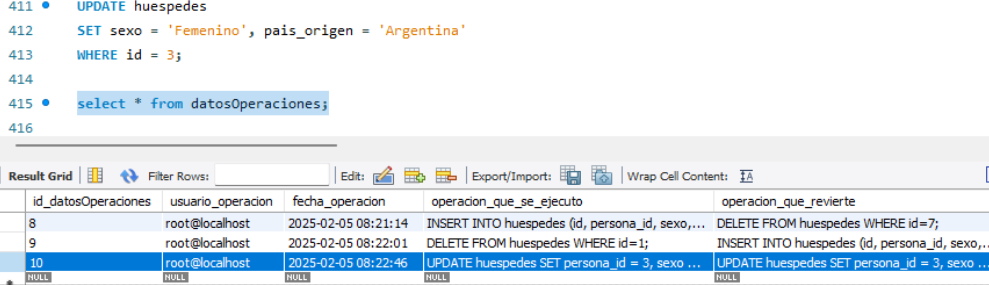 411 UPDATE huespedes
412 SET sexo = 'Femenino', pais_origen = 'Argentina'
413 WHERE id = 3;
414
415 select * from datosOperaciones;
416
Result Grid Filter Rows: Edit: Export/Import: Wrap Cell Content:
id_datosOperaciones usuario_operacion fecha_operacion operacion_que_se_ejecuto operacion_que_revierte
8 root@localhost 2025-02-05 08:21:14 INSERT INTO huespedes (id, persona_id, sexo,... DELETE FROM huespedes WHERE id=7;
9 root@localhost 2025-02-05 08:22:01 DELETE FROM huespedes WHERE id=1; INSERT INTO huespedes (id, persona_id, sexo,...
10 root@localhost 2025-02-05 08:22:46 UPDATE huespedes SET persona_id = 3, sexo ... UPDATE huespedes SET persona_id = 3, sexo ...
NULL NULL NULL NULL NULL